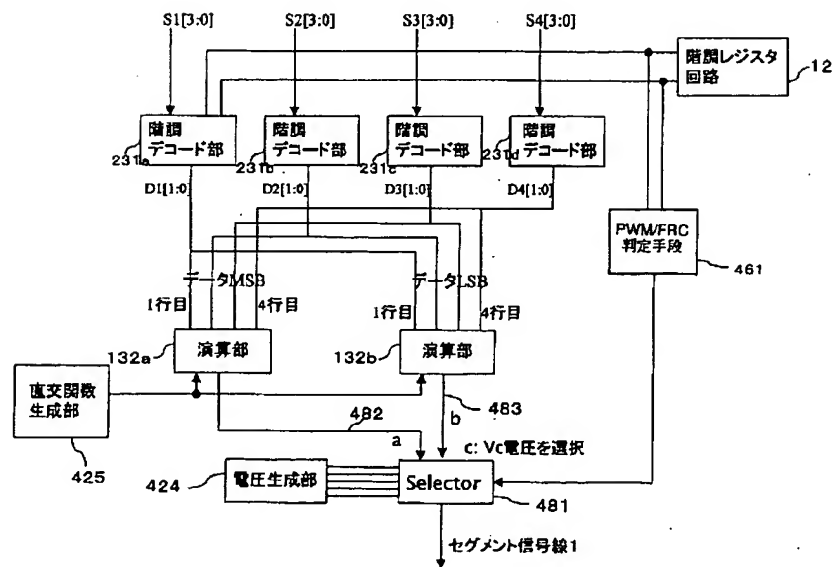 S1[3:0] S2[3:0] S3[3:0] S4[3:0]
階調レジスタ
回路
12
階調
デコード部
231a
階調
デコード部
231b
階調
デコード部
231c
階調
デコード部
231d
D1[1:0] D2[1:0] D3[1:0] D4[1:0]
PWM/FRC
判定手段
461
データMSB
データLSB
1行目 4行目
1行目 4行目
132a
演算部
132b
演算部
直交関数
生成部
425
482
483
a
b
c: Vc電圧を選択
424
電圧生成部
Selector
481
セグメント信号線1